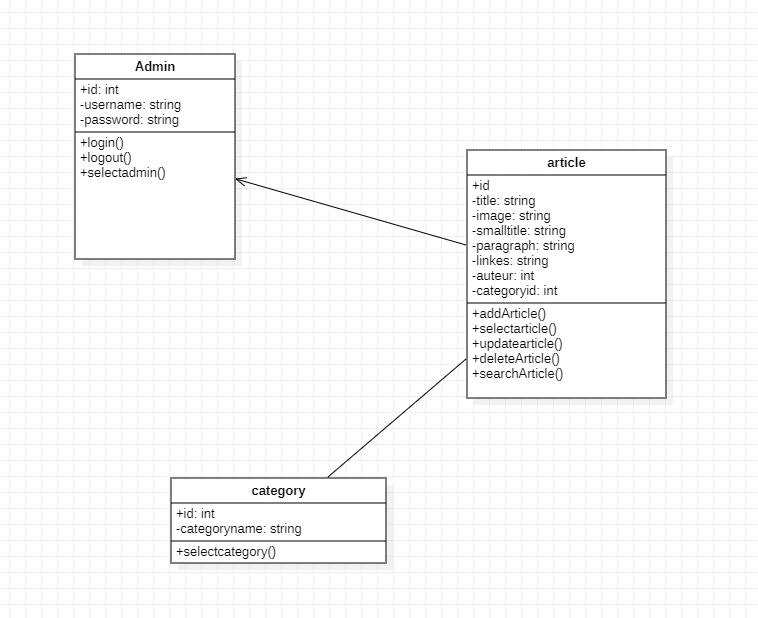 Admin
+id: int
-username: string
-password: string
+login()
+logout()
+selectadmin()
article
+id
-title: string
-image: string
-smalltitle: string
-paragraph: string
-linkes: string
-auteur: int
-categoryid: int
+addArticle()
+selectarticle()
+updatearticle()
+deleteArticle()
+searchArticle()
category
+id: int
-categoryname: string
+selectcategory()